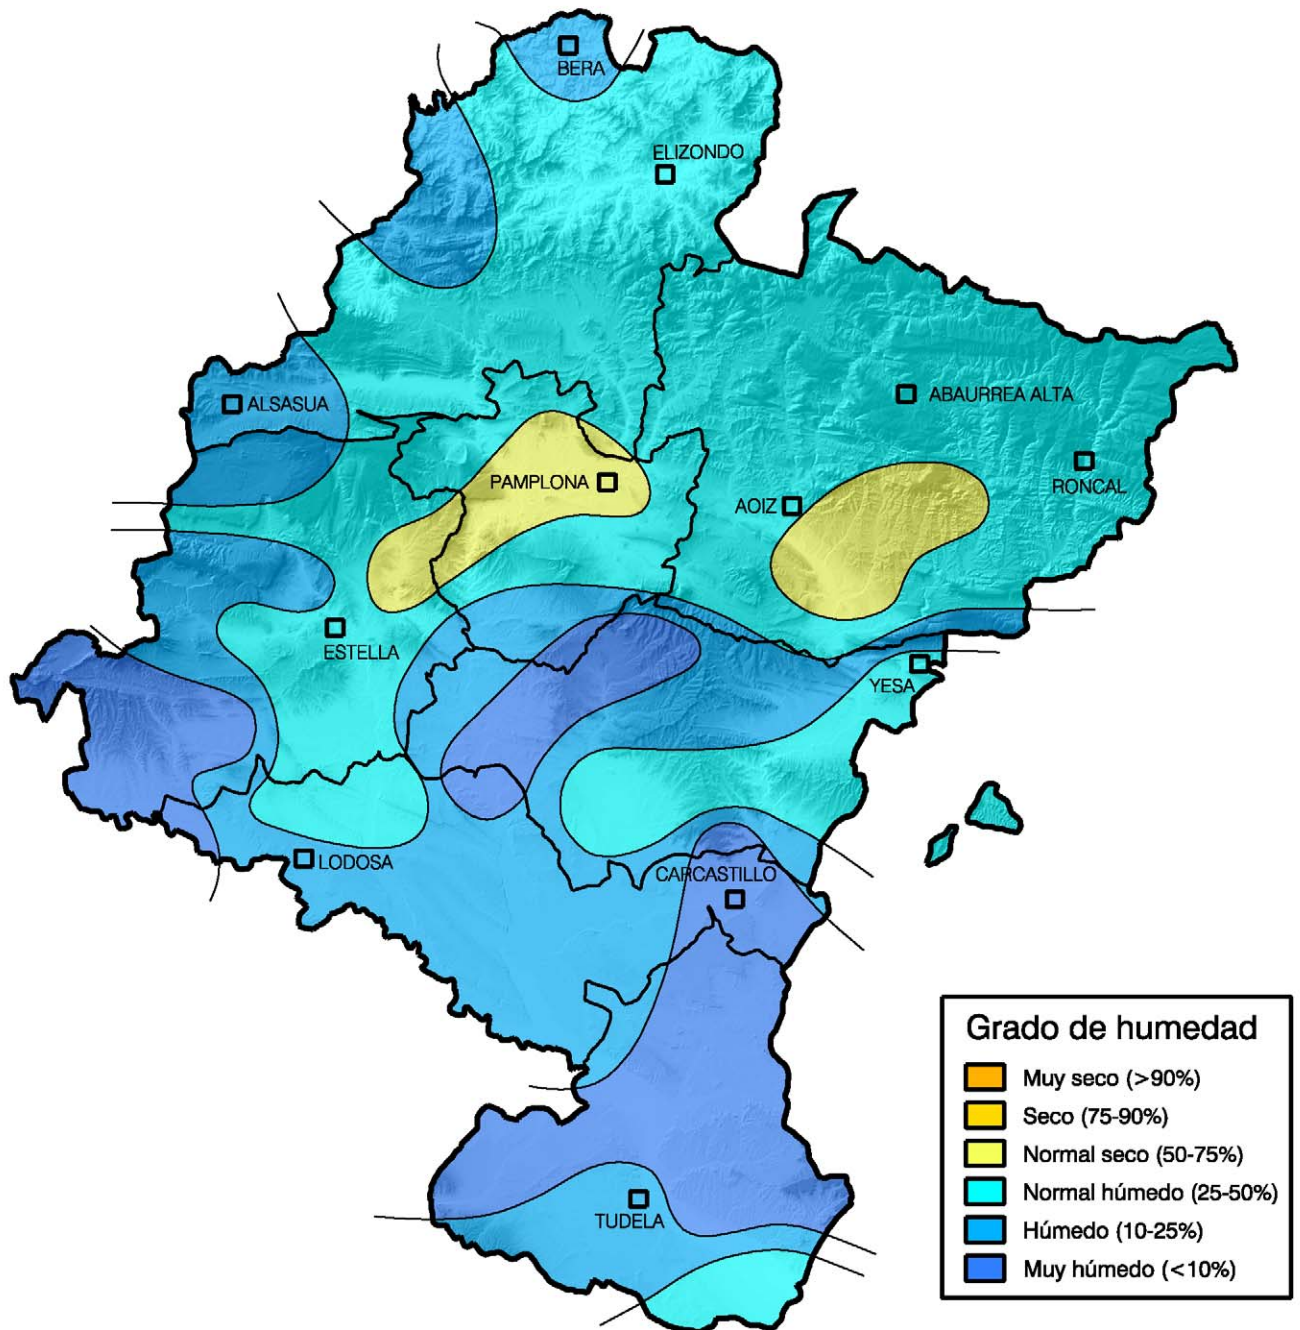 BERA
ELIZONDO
ALSASUA
ABAURREA ALTA
PAMPLONA
RONCAL
AOIZ
ESTELLA
YESA
LODOSA
CARCASTILLO
TUDELA
Grado de humedad
Muy seco (>90%)
Seco (75-90%)
Normal seco (50-75%)
Normal húmedo (25-50%)
Húmedo (10-25%)
Muy húmedo (<10%)